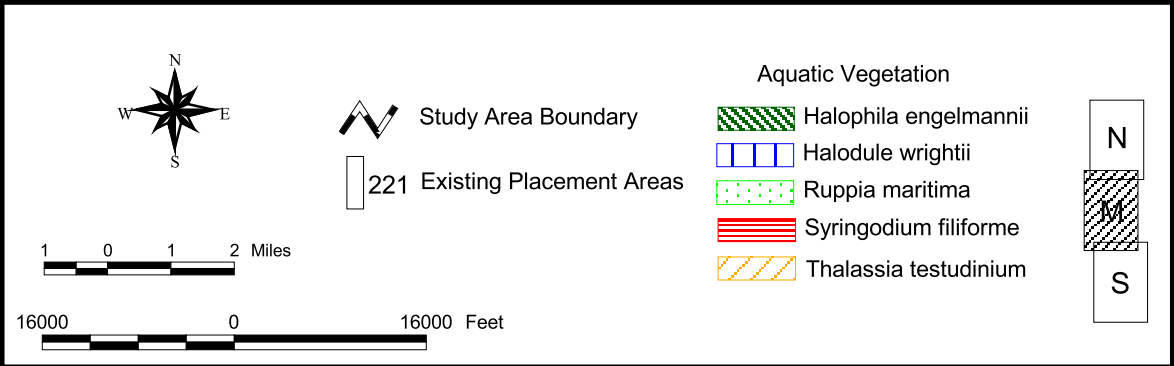 N
W E
S
Study Area Boundary
221 Existing Placement Areas
1 0 1 2 Miles
16000 0 16000 Feet
Aquatic Vegetation
Halophila engelmannii
Halodule wrightii
Ruppia maritima
Syringodium filiforme
Thalassia testudinium
N
M
S